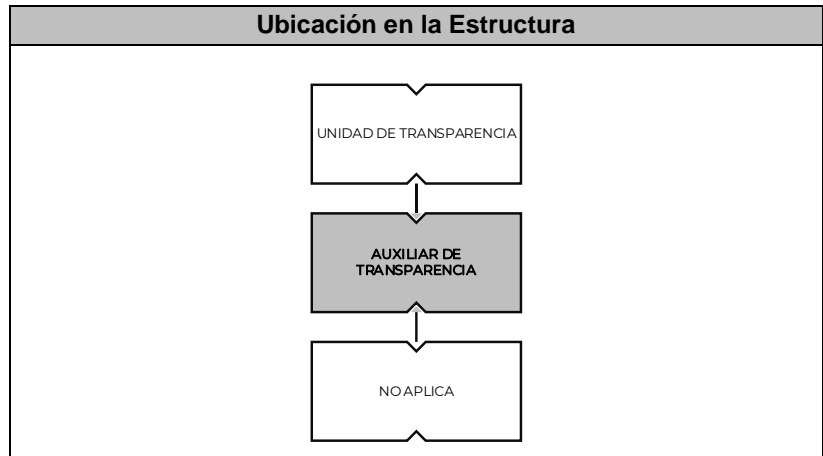 Ubicación en la Estructura
UNIDAD DE TRANSPARENCIA
AUXILIAR DE
TRANSPARENCIA
NO APLICA